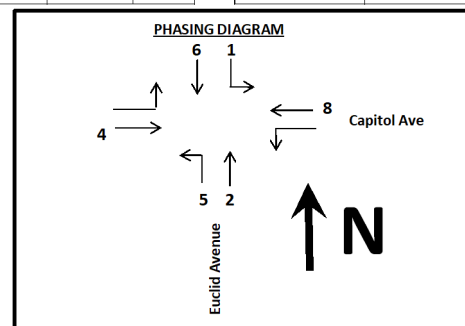 PHASING DIAGRAM
6 1
8
Capitol Ave
4
5 2
Euclid Avenue
N